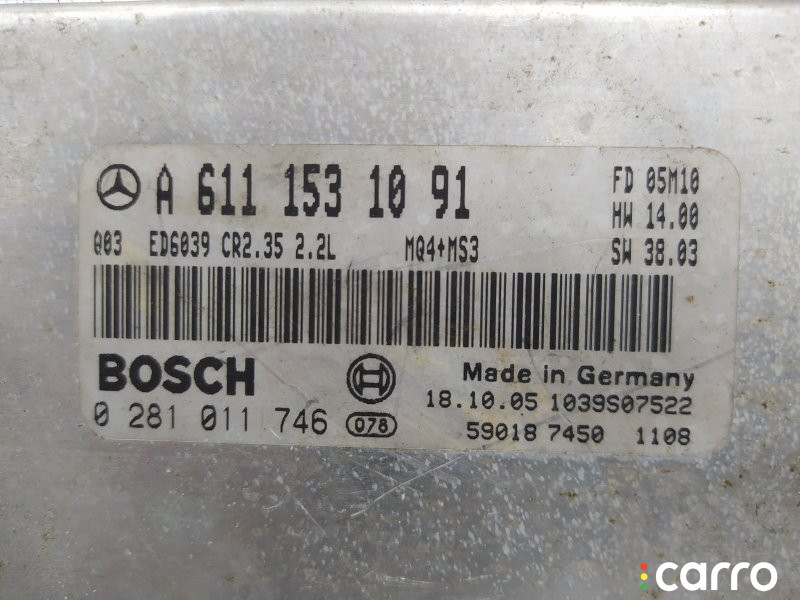 A 611 153 10 91
FD 05M10
HW 14.00
Q03 ED6039 CR2.35 2.2L MQ4+MS3 SW 38.03
BOSCH
Made in Germany
18.10.05 1039S07522
0 281 011 746 078
59018 7450 1108
carro